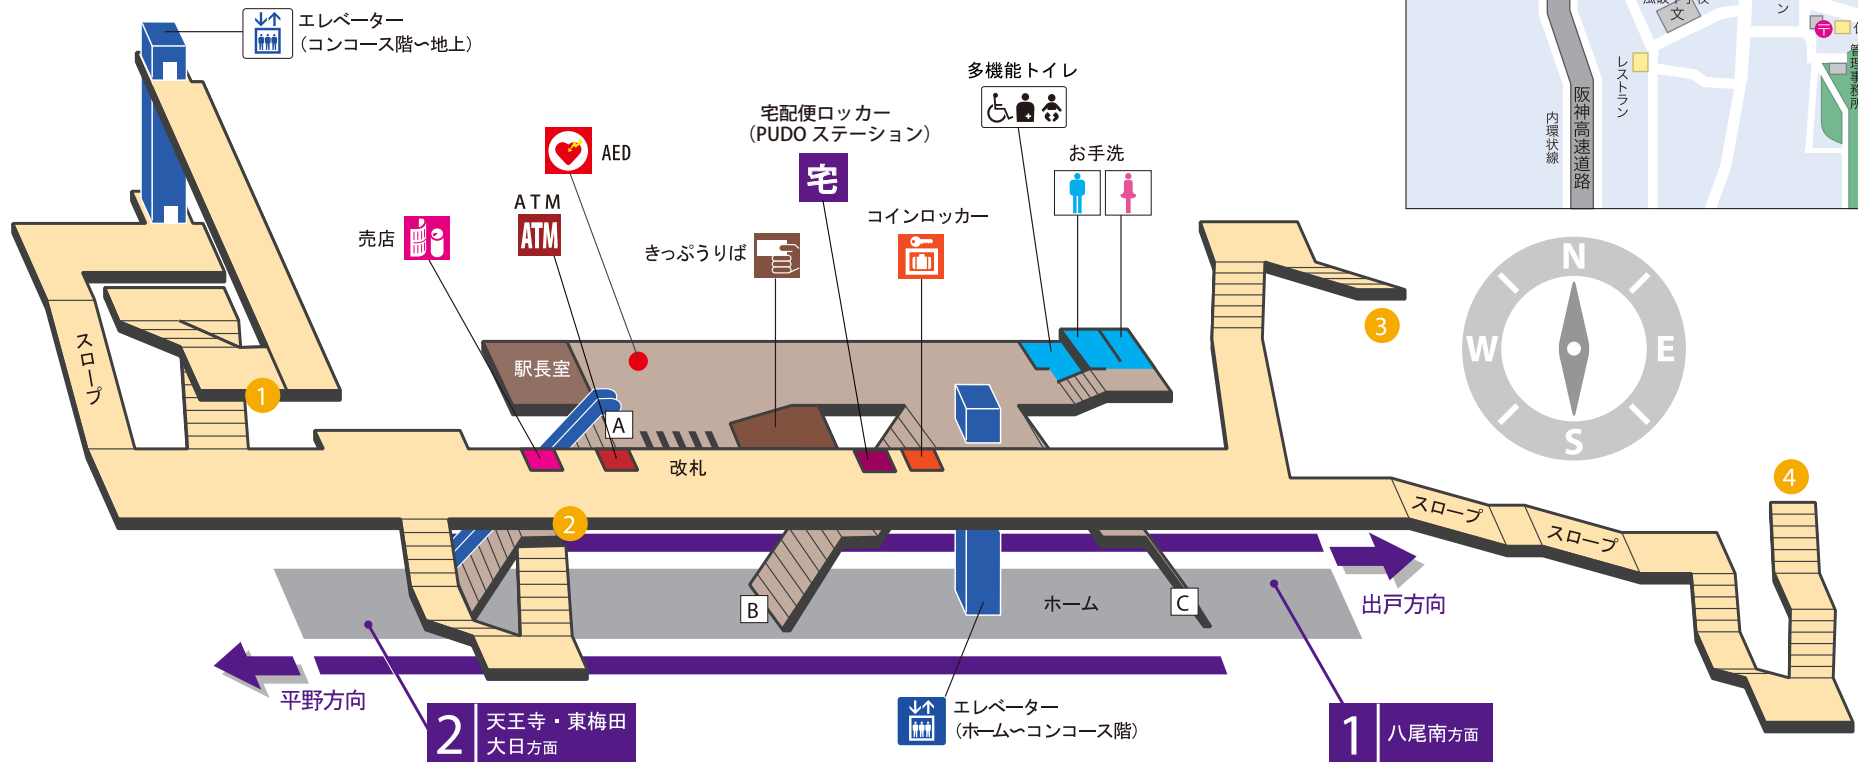 エレベーター
（コンコース階〜地上）
文
ン
〒
管理事務所
レストラン
阪神高速道路
内環状線
多機能トイレ
宅配便ロッカー
（PUDO ステーション）
宅
お手洗
AED
ATM
ATM
売店
きっぷうりば
コインロッカー
N
W
E
S
スロープ
駅長室
1
2
3
4
A
改札
スロープ
スロープ
B
ホーム
C
出戸方向
平野方向
2
天王寺・東梅田
大日方面
エレベーター
（ホーム〜コンコース階）
1
八尾南方面